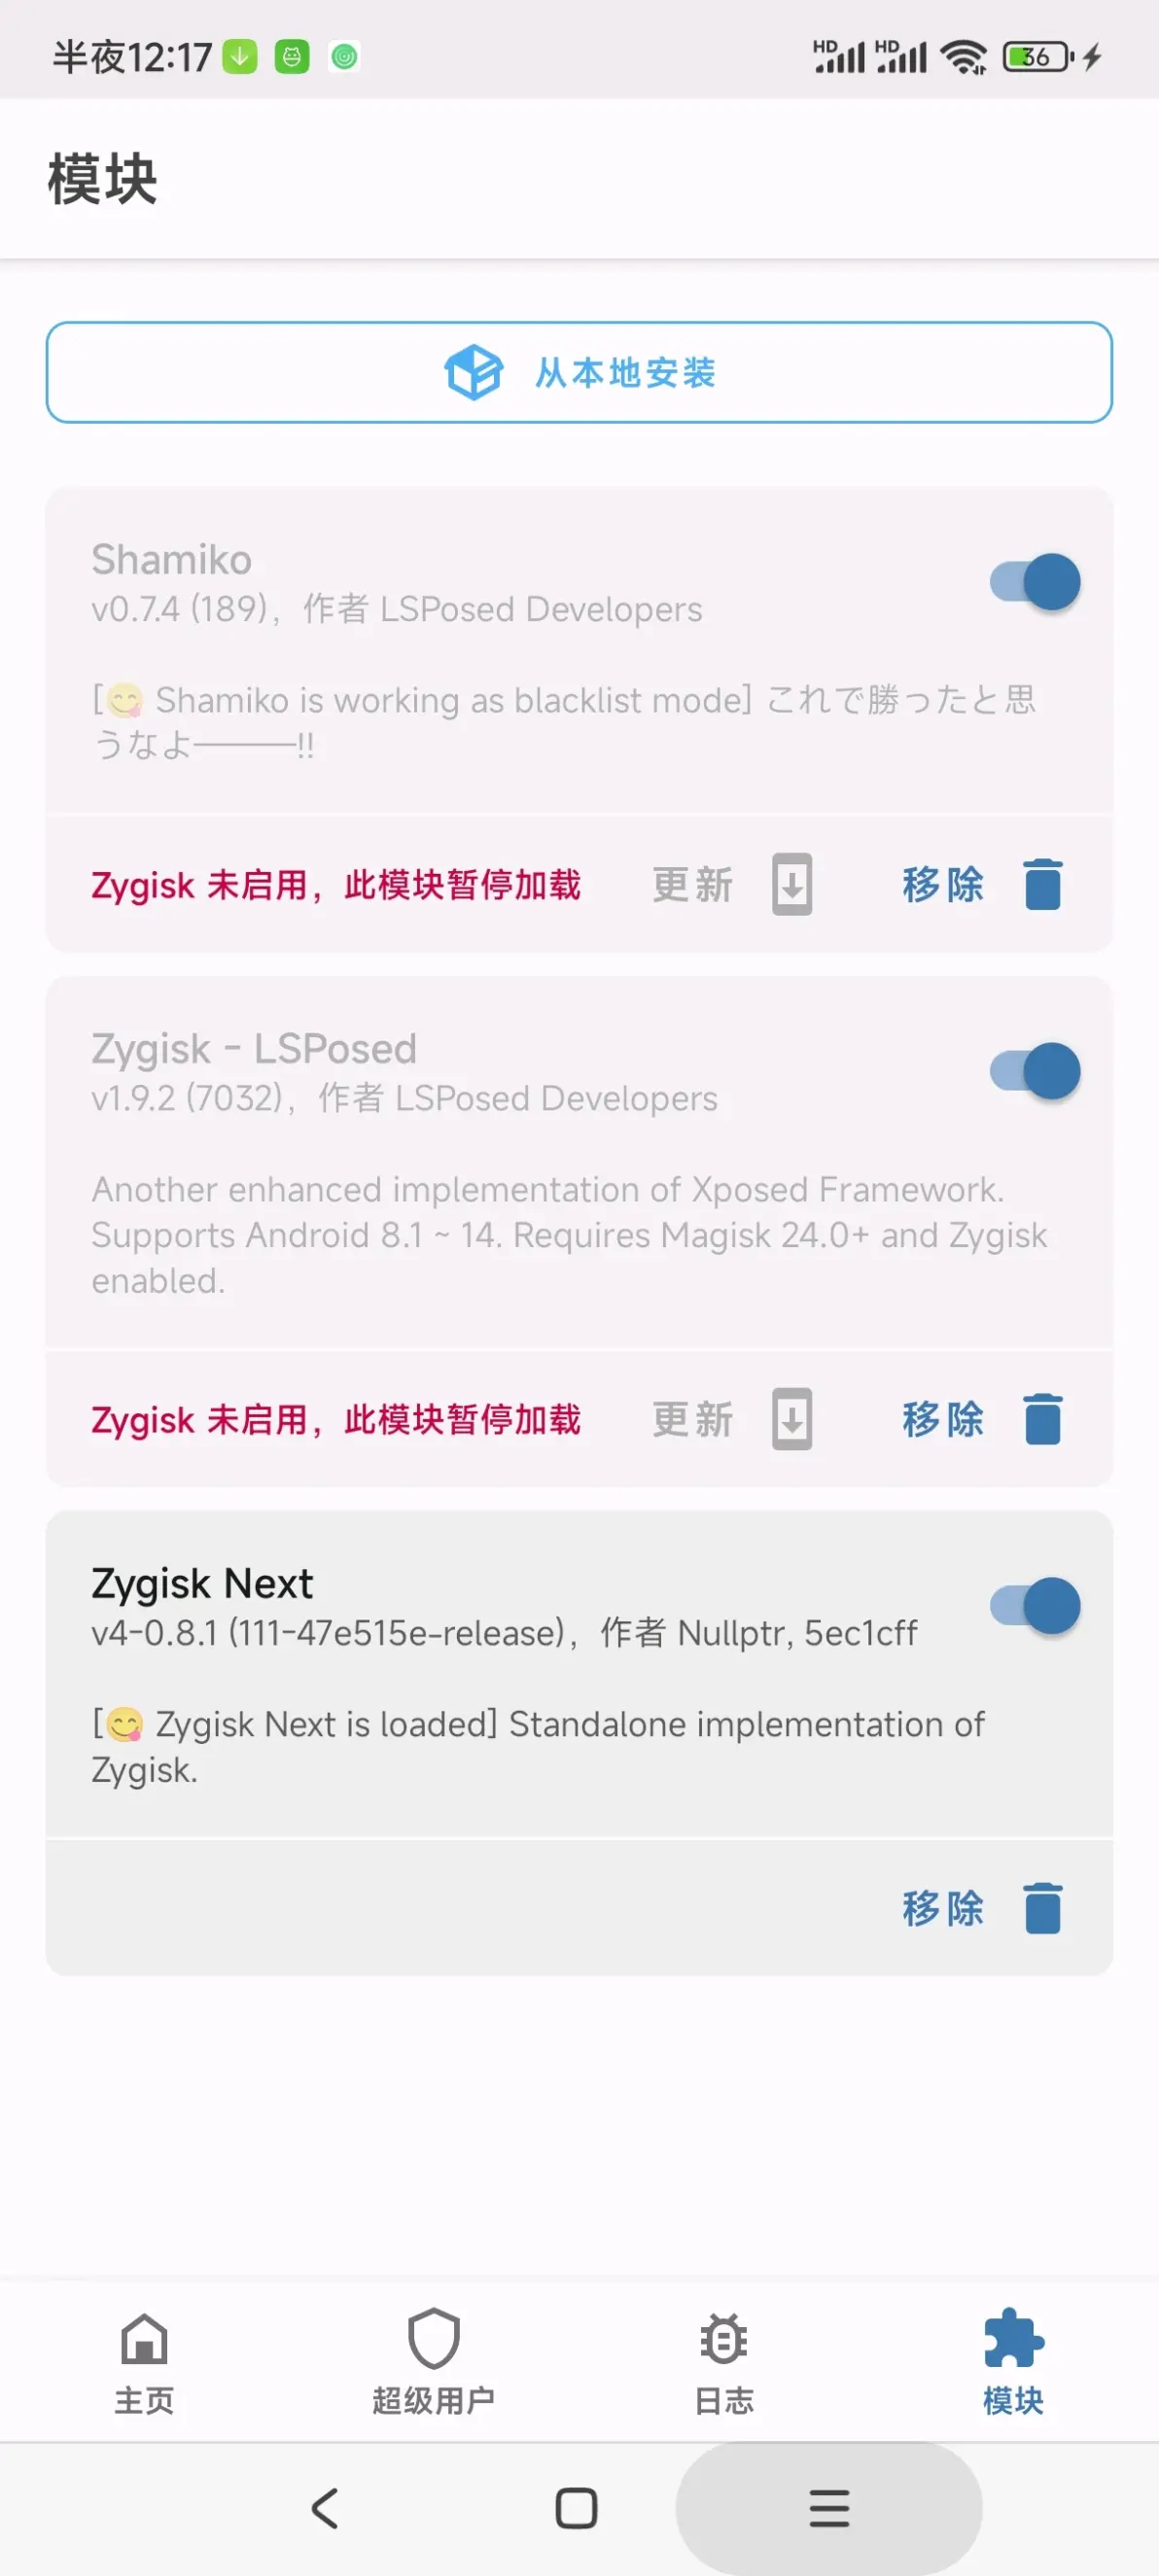 半夜12:17
HD HD 36
模块
从本地安装
Shamiko
v0.7.4 (189)，作者 LSPosed Developers
[😋 Shamiko is working as blacklist mode] これで勝ったと思
うなよ―――!!
Zygisk 未启用，此模块暂停加载 更新 移除
Zygisk - LSPosed
v1.9.2 (7032)，作者 LSPosed Developers
Another enhanced implementation of Xposed Framework.
Supports Android 8.1 ~ 14. Requires Magisk 24.0+ and Zygisk
enabled.
Zygisk 未启用，此模块暂停加载 更新 移除
Zygisk Next
v4-0.8.1 (111-47e515e-release)，作者 Nullptr, 5ec1cff
[😋 Zygisk Next is loaded] Standalone implementation of
Zygisk.
移除
主页 超级用户 日志 模块